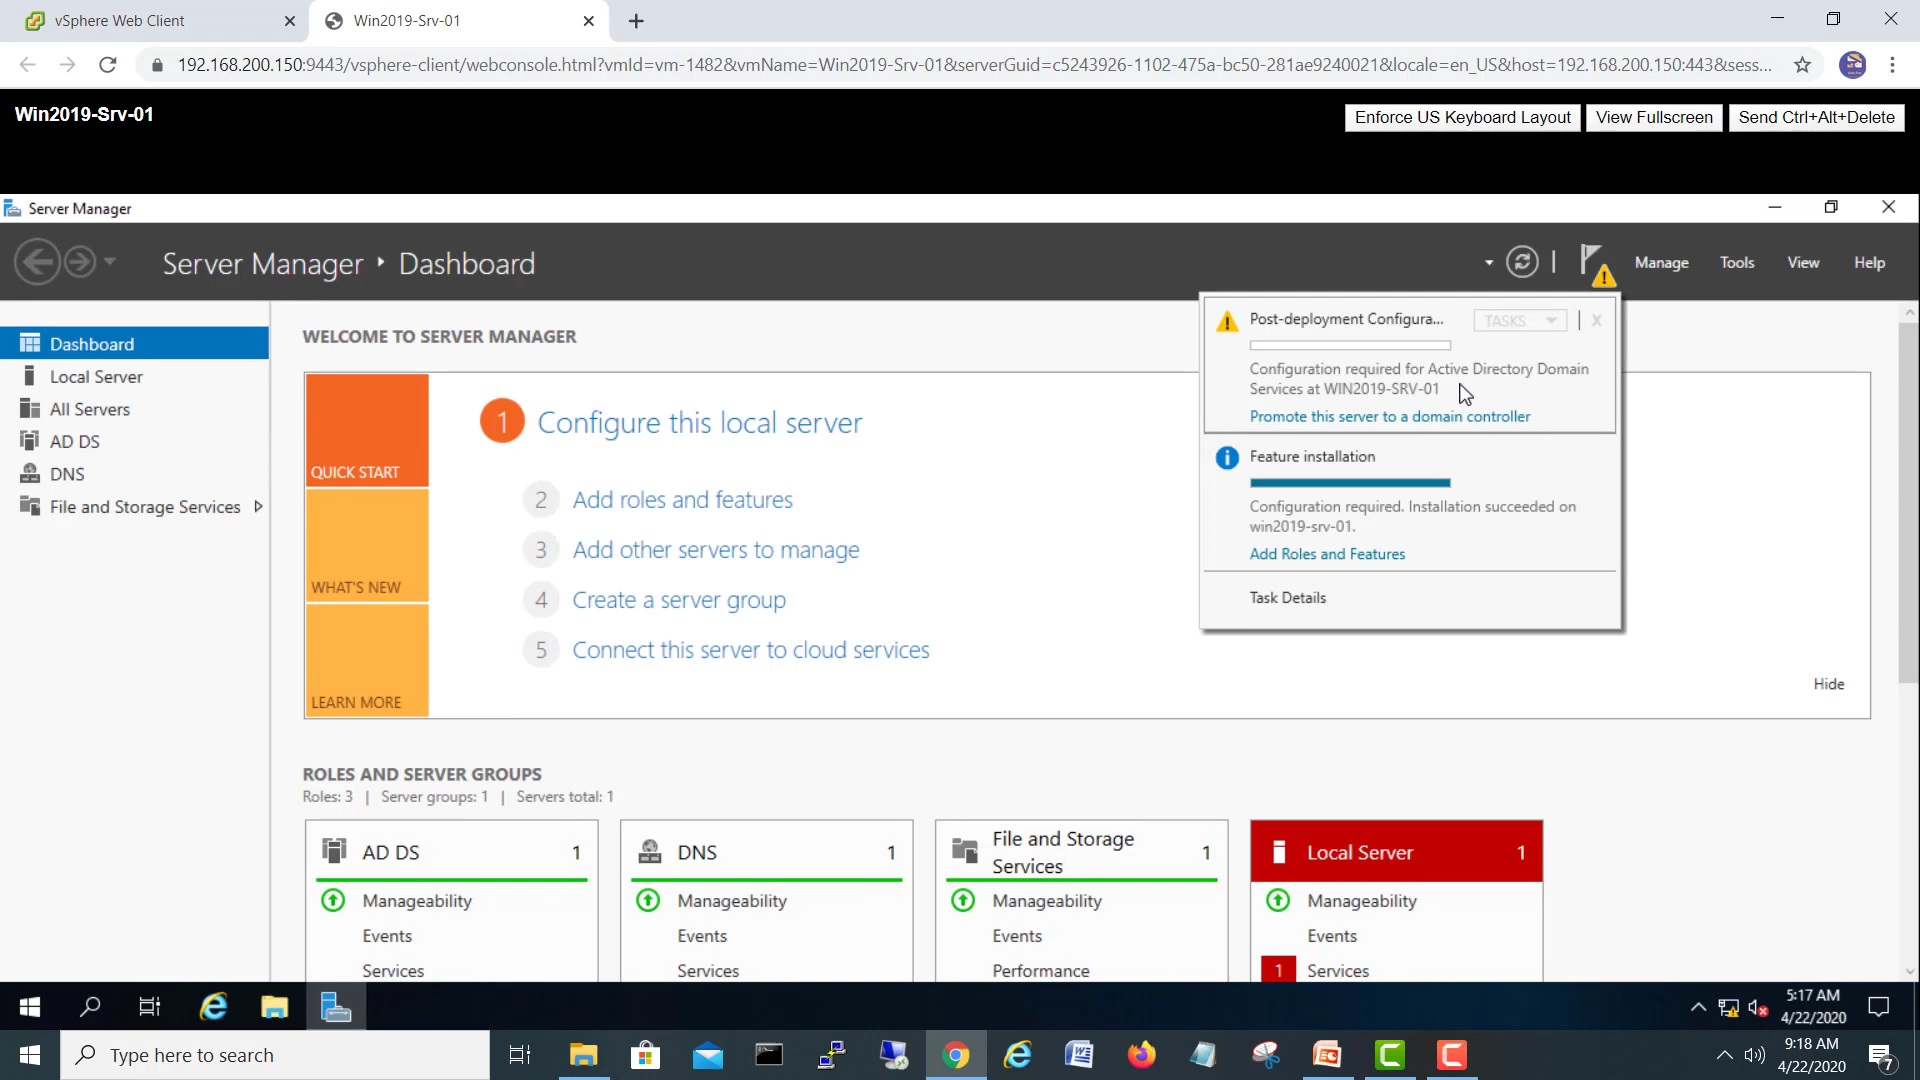 vSphere Web Client
Win2019-Srv-01
192.168.200.150:9443/vsphere-client/webconsole.html?vmId=vm-1482&vmName=Win2019-Srv-01&serverGuid=c5243926-1102-475a-bc50-281ae9240021&locale=en_US&host=192.168.200.150:443&sess...
Win2019-Srv-01
Enforce US Keyboard Layout
View Fullscreen
Send Ctrl+Alt+Delete
Server Manager
Server Manager
Dashboard
Manage
Tools
View
Help
Dashboard
Local Server
All Servers
AD DS
DNS
File and Storage Services
WELCOME TO SERVER MANAGER
QUICK START
WHAT'S NEW
LEARN MORE
1
Configure this local server
2
Add roles and features
3
Add other servers to manage
4
Create a server group
5
Connect this server to cloud services
Post-deployment Configura...
TASKS
X
Configuration required for Active Directory Domain
Services at WIN2019-SRV-01
Promote this server to a domain controller
Feature installation
Configuration required. Installation succeeded on
win2019-srv-01.
Add Roles and Features
Task Details
Hide
ROLES AND SERVER GROUPS
Roles: 3 | Server groups: 1 | Servers total: 1
AD DS
1
Manageability
Events
Services
DNS
1
Manageability
Events
Services
File and Storage
Services
1
Manageability
Events
Performance
Local Server
1
Manageability
Events
1
Services
5:17 AM
4/22/2020
Type here to search
9:18 AM
4/22/2020
7